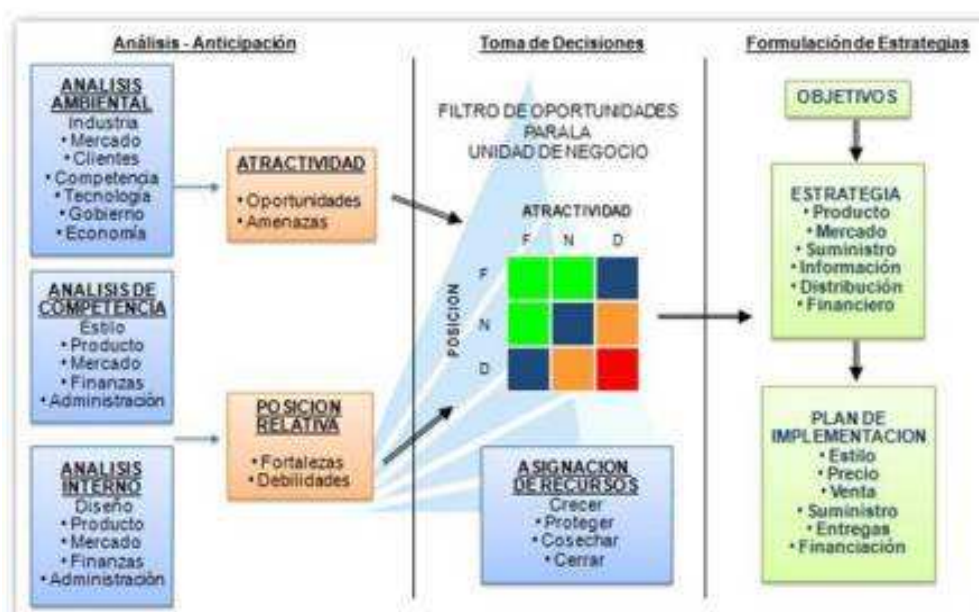 Análisis - Anticipación
ANALISIS
AMBIENTAL
Industria
• Mercado
• Clientes
• Competencia
• Tecnología
• Gobierno
• Economía
ANALISIS DE
COMPETENCIA
Estilo
• Producto
• Mercado
• Finanzas
• Administración
ANALISIS
INTERNO
Diseño
• Producto
• Mercado
• Finanzas
• Administración
ATRACTIVIDAD
• Oportunidades
• Amenazas
POSICION
RELATIVA
• Fortalezas
• Debilidades
Toma de Decisiones
FILTRO DE OPORTUNIDADES
PARALA
UNIDAD DE NEGOCIO
ATRACTIVIDAD
F N D
POSICION
F
N
D
ASIGNACION
DE RECURSOS
Crecer
• Proteger
• Cosechar
• Cerrar
Formulación de Estrategias
OBJETIVOS
ESTRATEGIA
• Producto
• Mercado
• Suministro
• Información
• Distribución
• Financiero
PLAN DE
IMPLEMENTACION
• Estilo
• Precio
• Venta
• Suministro
• Entregas
• Financiación